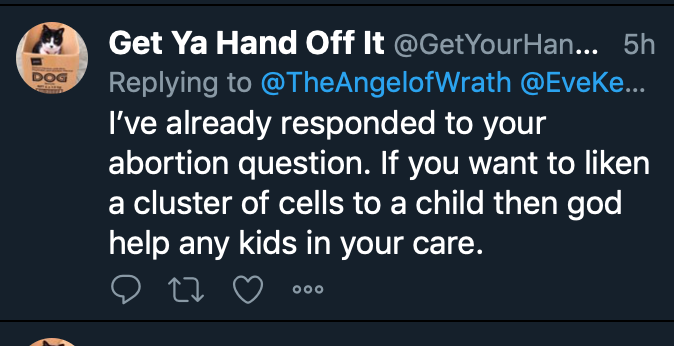 Get Ya Hand Off It @GetYourHan... 5h
Replying to @TheAngelofWrath @EveKe...
I've already responded to your
abortion question. If you want to liken
a cluster of cells to a child then god
help any kids in your care.
DOG